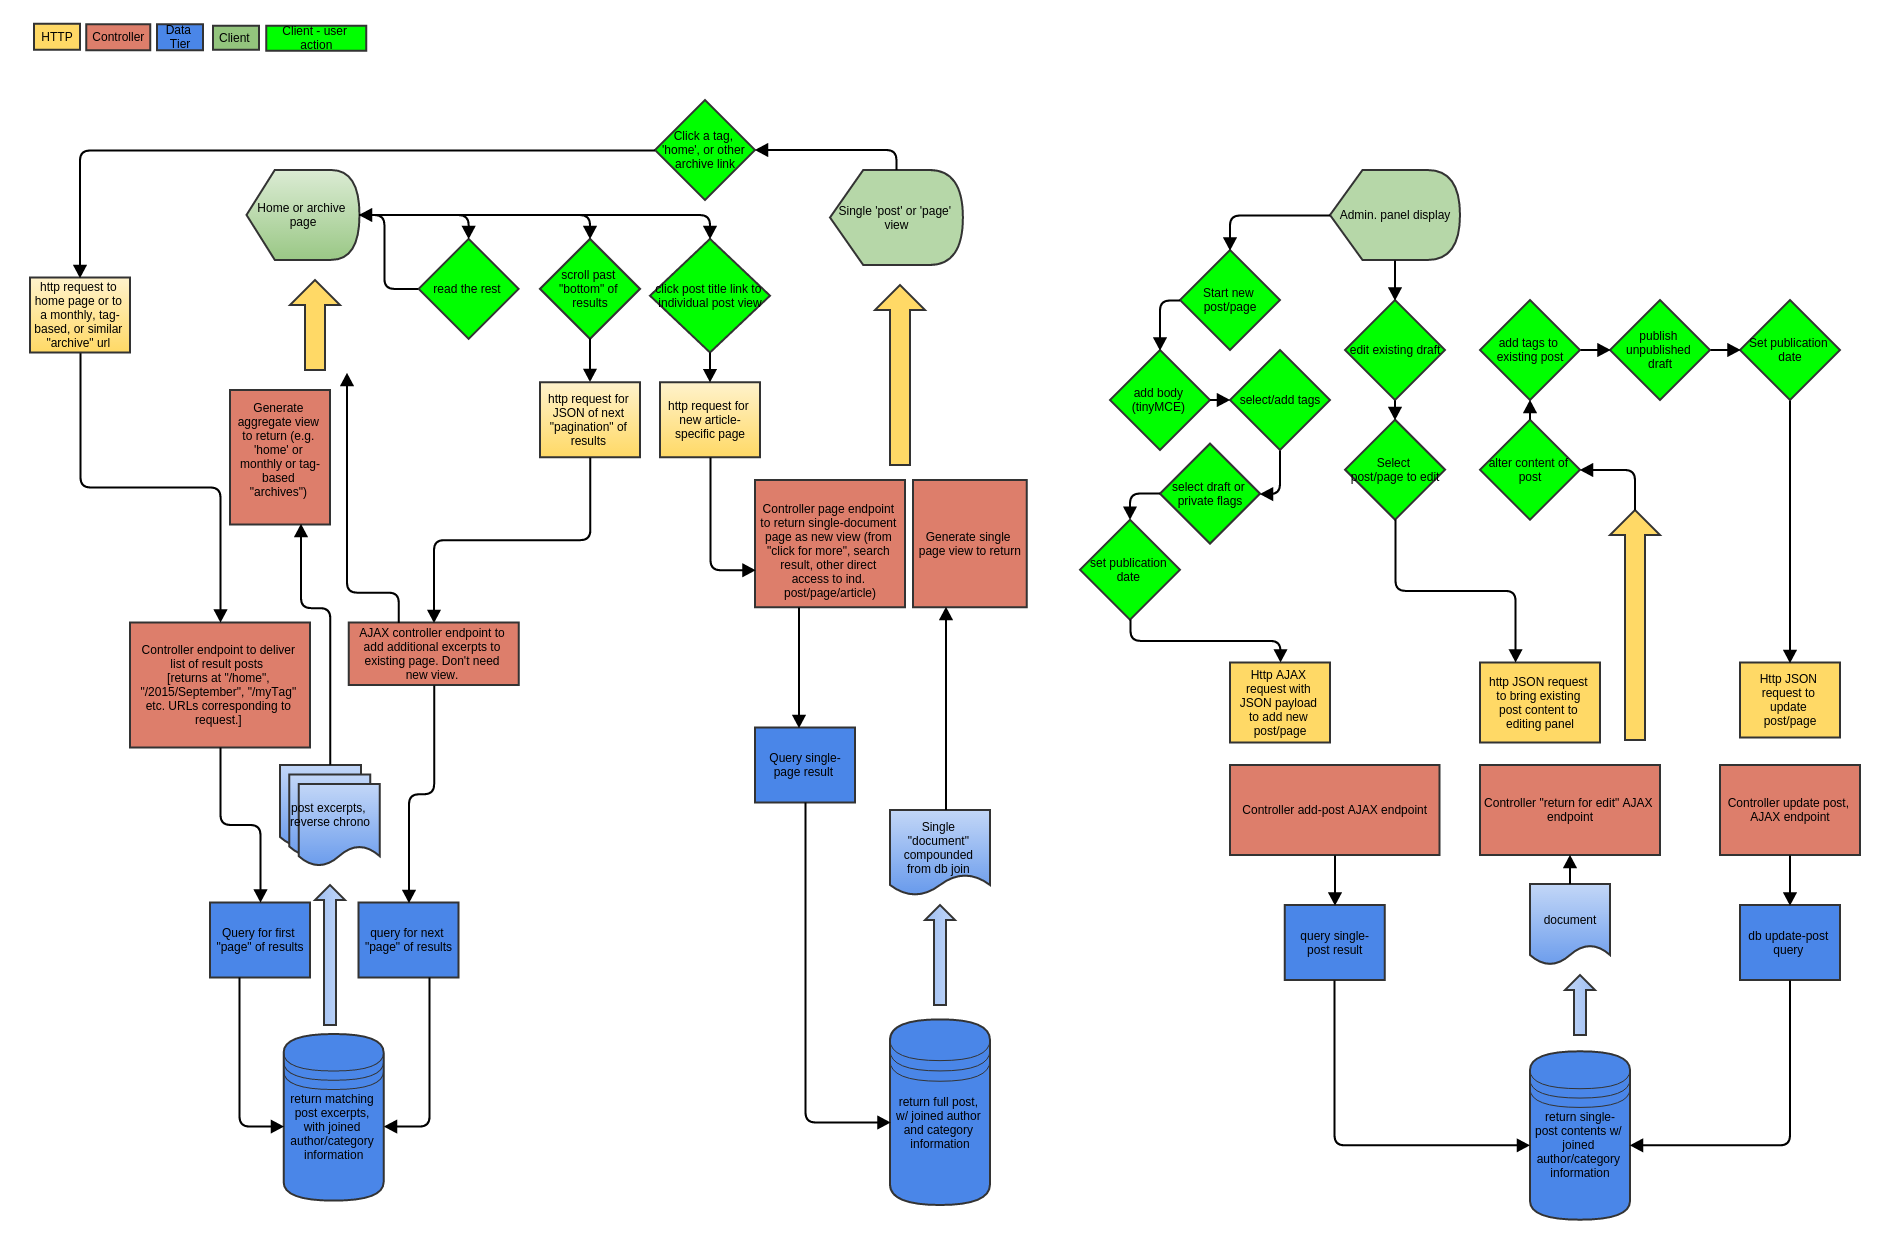 HTTP
Controller
Data
Tier
Client
Client - user
action
Click a tag,
'home', or other
archive link
Home or archive
page
Single 'post' or 'page'
view
Admin. panel display
read the rest
scroll past
"bottom" of
results
click post title link to
individual post view
http request to
home page or to
a monthly, tag-
based, or similar
"archive" url
Start new
post/page
edit existing draft
add tags to
existing post
publish
unpublished
draft
Set publication
date
add body
(tinyMCE)
select/add tags
Generate
aggregate view
to return (e.g.
'home' or
monthly or tag-
based
"archives")
http request for
JSON of next
"pagination" of
results
http request for
new article-
specific page
Select
post/page to edit
alter content of
post
select draft or
private flags
Controller page endpoint
to return single-document
page as new view (from
"click for more", search
result, other direct
access to ind.
post/page/article)
Generate single
page view to return
set publication
date
Controller endpoint to deliver
list of result posts
[returns at "/home",
"/2015/September", "/myTag"
etc. URLs corresponding to
request.]
AJAX controller endpoint to
add additional excerpts to
existing page. Don't need
new view.
Http AJAX
request with
JSON payload
to add new
post/page
http JSON request
to bring existing
post content to
editing panel
Http JSON
request to
update
post/page
Query single-
page result
post excerpts,
reverse chrono
Single
"document"
compounded
from db join
Controller add-post AJAX endpoint
Controller "return for edit" AJAX
endpoint
Controller update post,
AJAX endpoint
Query for first
"page" of results
query for next
"page" of results
query single-
post result
document
db update-post
query
return matching
post excerpts,
with joined
author/category
information
return full post,
w/ joined author
and category
information
return single-
post contents w/
joined
author/category
information